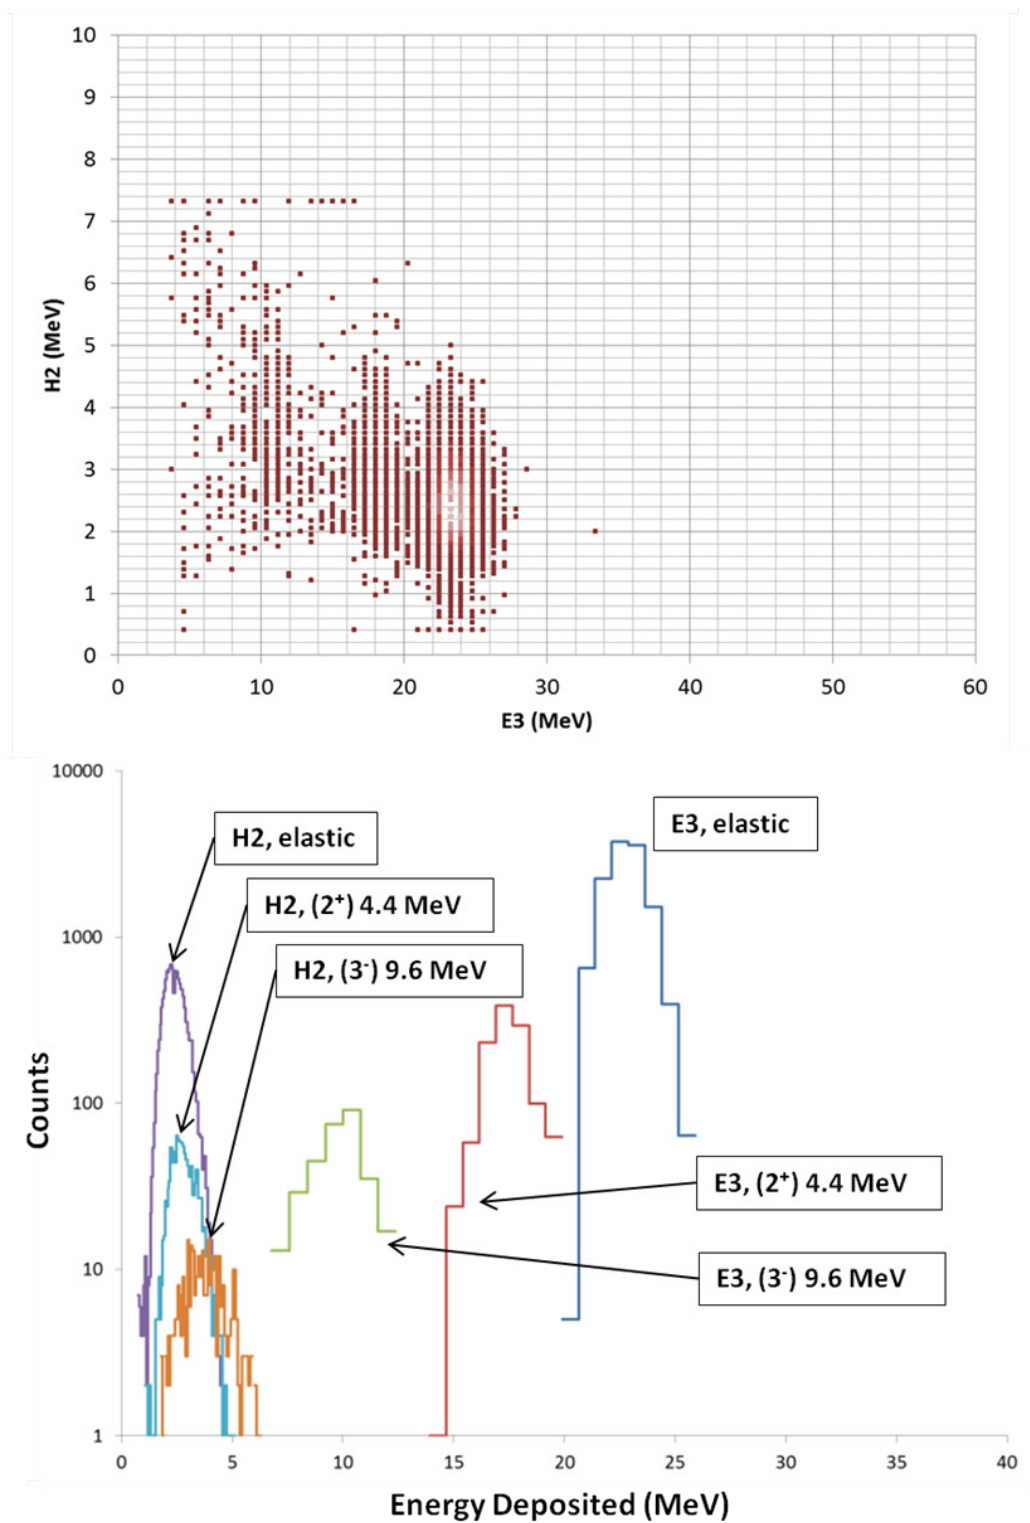 10
9
8
7
6
5
4
3
2
1
0
H2 (MeV)
0 10 20 30 40 50 60
E3 (MeV)
10000
1000
100
10
1
Counts
H2, elastic
E3, elastic
H2, (2⁺) 4.4 MeV
H2, (3⁻) 9.6 MeV
E3, (2⁺) 4.4 MeV
E3, (3⁻) 9.6 MeV
0 5 10 15 20 25 30 35 40
Energy Deposited (MeV)